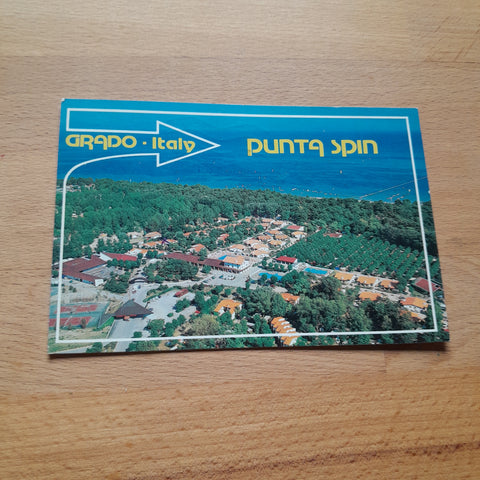 GRADO - Italy
PUNTA SPIN